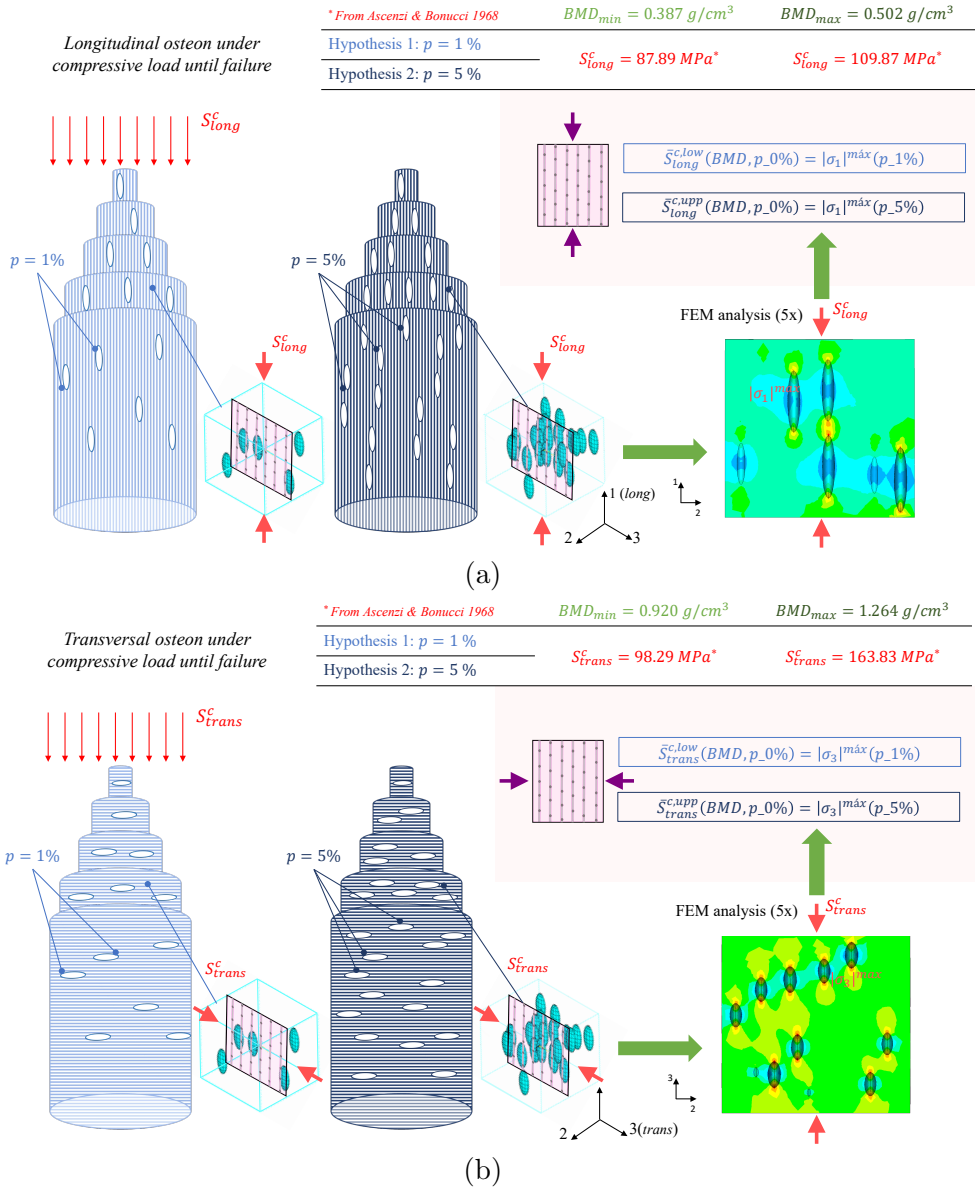 * From Ascenzi & Bonucci 1968
BMD_min = 0.387 g/cm³
BMD_max = 0.502 g/cm³
Longitudinal osteon under
compressive load until failure
Hypothesis 1: p = 1 %
Hypothesis 2: p = 5 %
S^c_long = 87.89 MPa*
S^c_long = 109.87 MPa*
S^c_long
S̄^c,low_long (BMD, p_0%) = |σ₁|^máx (p_1%)
S̄^c,upp_long (BMD, p_0%) = |σ₁|^máx (p_5%)
p = 1%
p = 5%
FEM analysis (5x)
S^c_long
S^c_long
S^c_long
|σ₁|^max
1 (long)
2
3
1
2
(a)
* From Ascenzi & Bonucci 1968
BMD_min = 0.920 g/cm³
BMD_max = 1.264 g/cm³
Transversal osteon under
compressive load until failure
Hypothesis 1: p = 1 %
Hypothesis 2: p = 5 %
S^c_trans = 98.29 MPa*
S^c_trans = 163.83 MPa*
S^c_trans
S̄^c,low_trans (BMD, p_0%) = |σ₃|^máx (p_1%)
S̄^c,upp_trans (BMD, p_0%) = |σ₃|^máx (p_5%)
p = 1%
p = 5%
FEM analysis (5x)
S^c_trans
S^c_trans
S^c_trans
|σ₃|^max
3
2
2
3(trans)
(b)